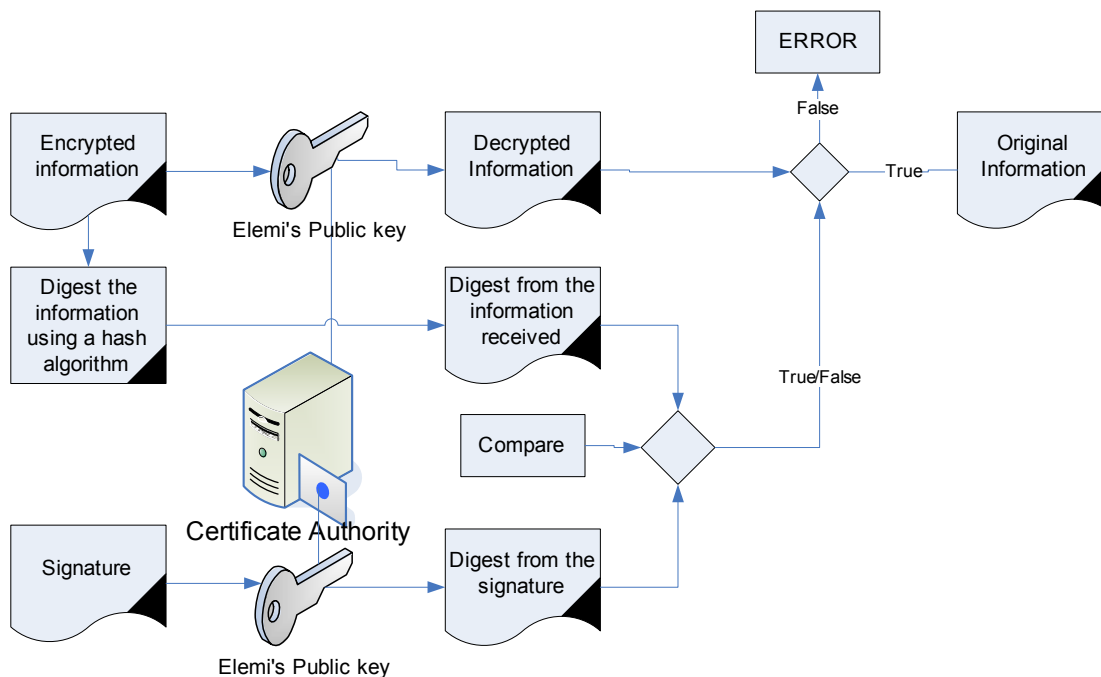 ERROR
False
Encrypted
information
Elemi's Public key
Decrypted
Information
True
Original
Information
Digest the
information
using a hash
algorithm
Digest from the
information
received
True/False
Compare
Certificate Authority
Signature
Elemi's Public key
Digest from the
signature